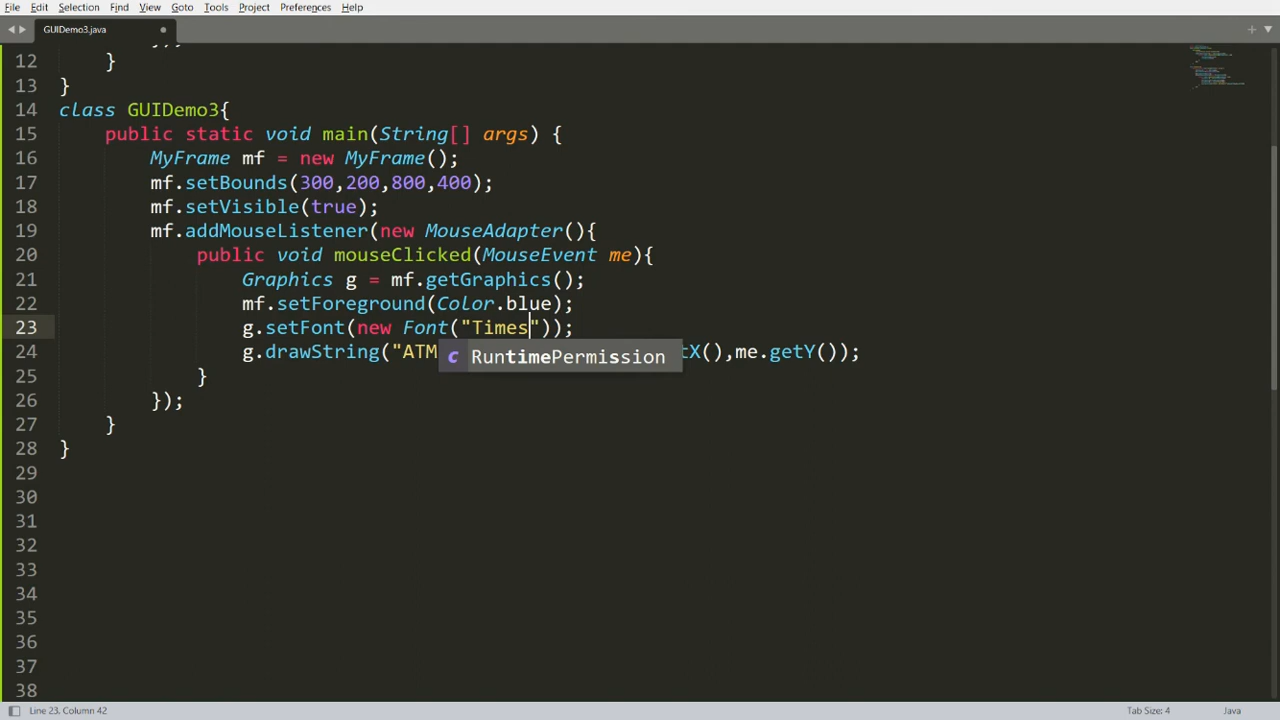 File Edit Selection Find View Goto Tools Project Preferences Help
GUIDemo3.java
12 }
13 }
14 class GUIDemo3{
15 public static void main(String[] args) {
16 MyFrame mf = new MyFrame();
17 mf.setBounds(300,200,800,400);
18 mf.setVisible(true);
19 mf.addMouseListener(new MouseAdapter(){
20 public void mouseClicked(MouseEvent me){
21 Graphics g = mf.getGraphics();
22 mf.setForeground(Color.blue);
23 g.setFont(new Font("Times"));
24 g.drawString("ATM tX(),me.getY());
RuntimePermission
25 }
26 });
27 }
28 }
29
30
31
32
33
34
35
36
37
38
Line 23, Column 42 Tab Size: 4 Java